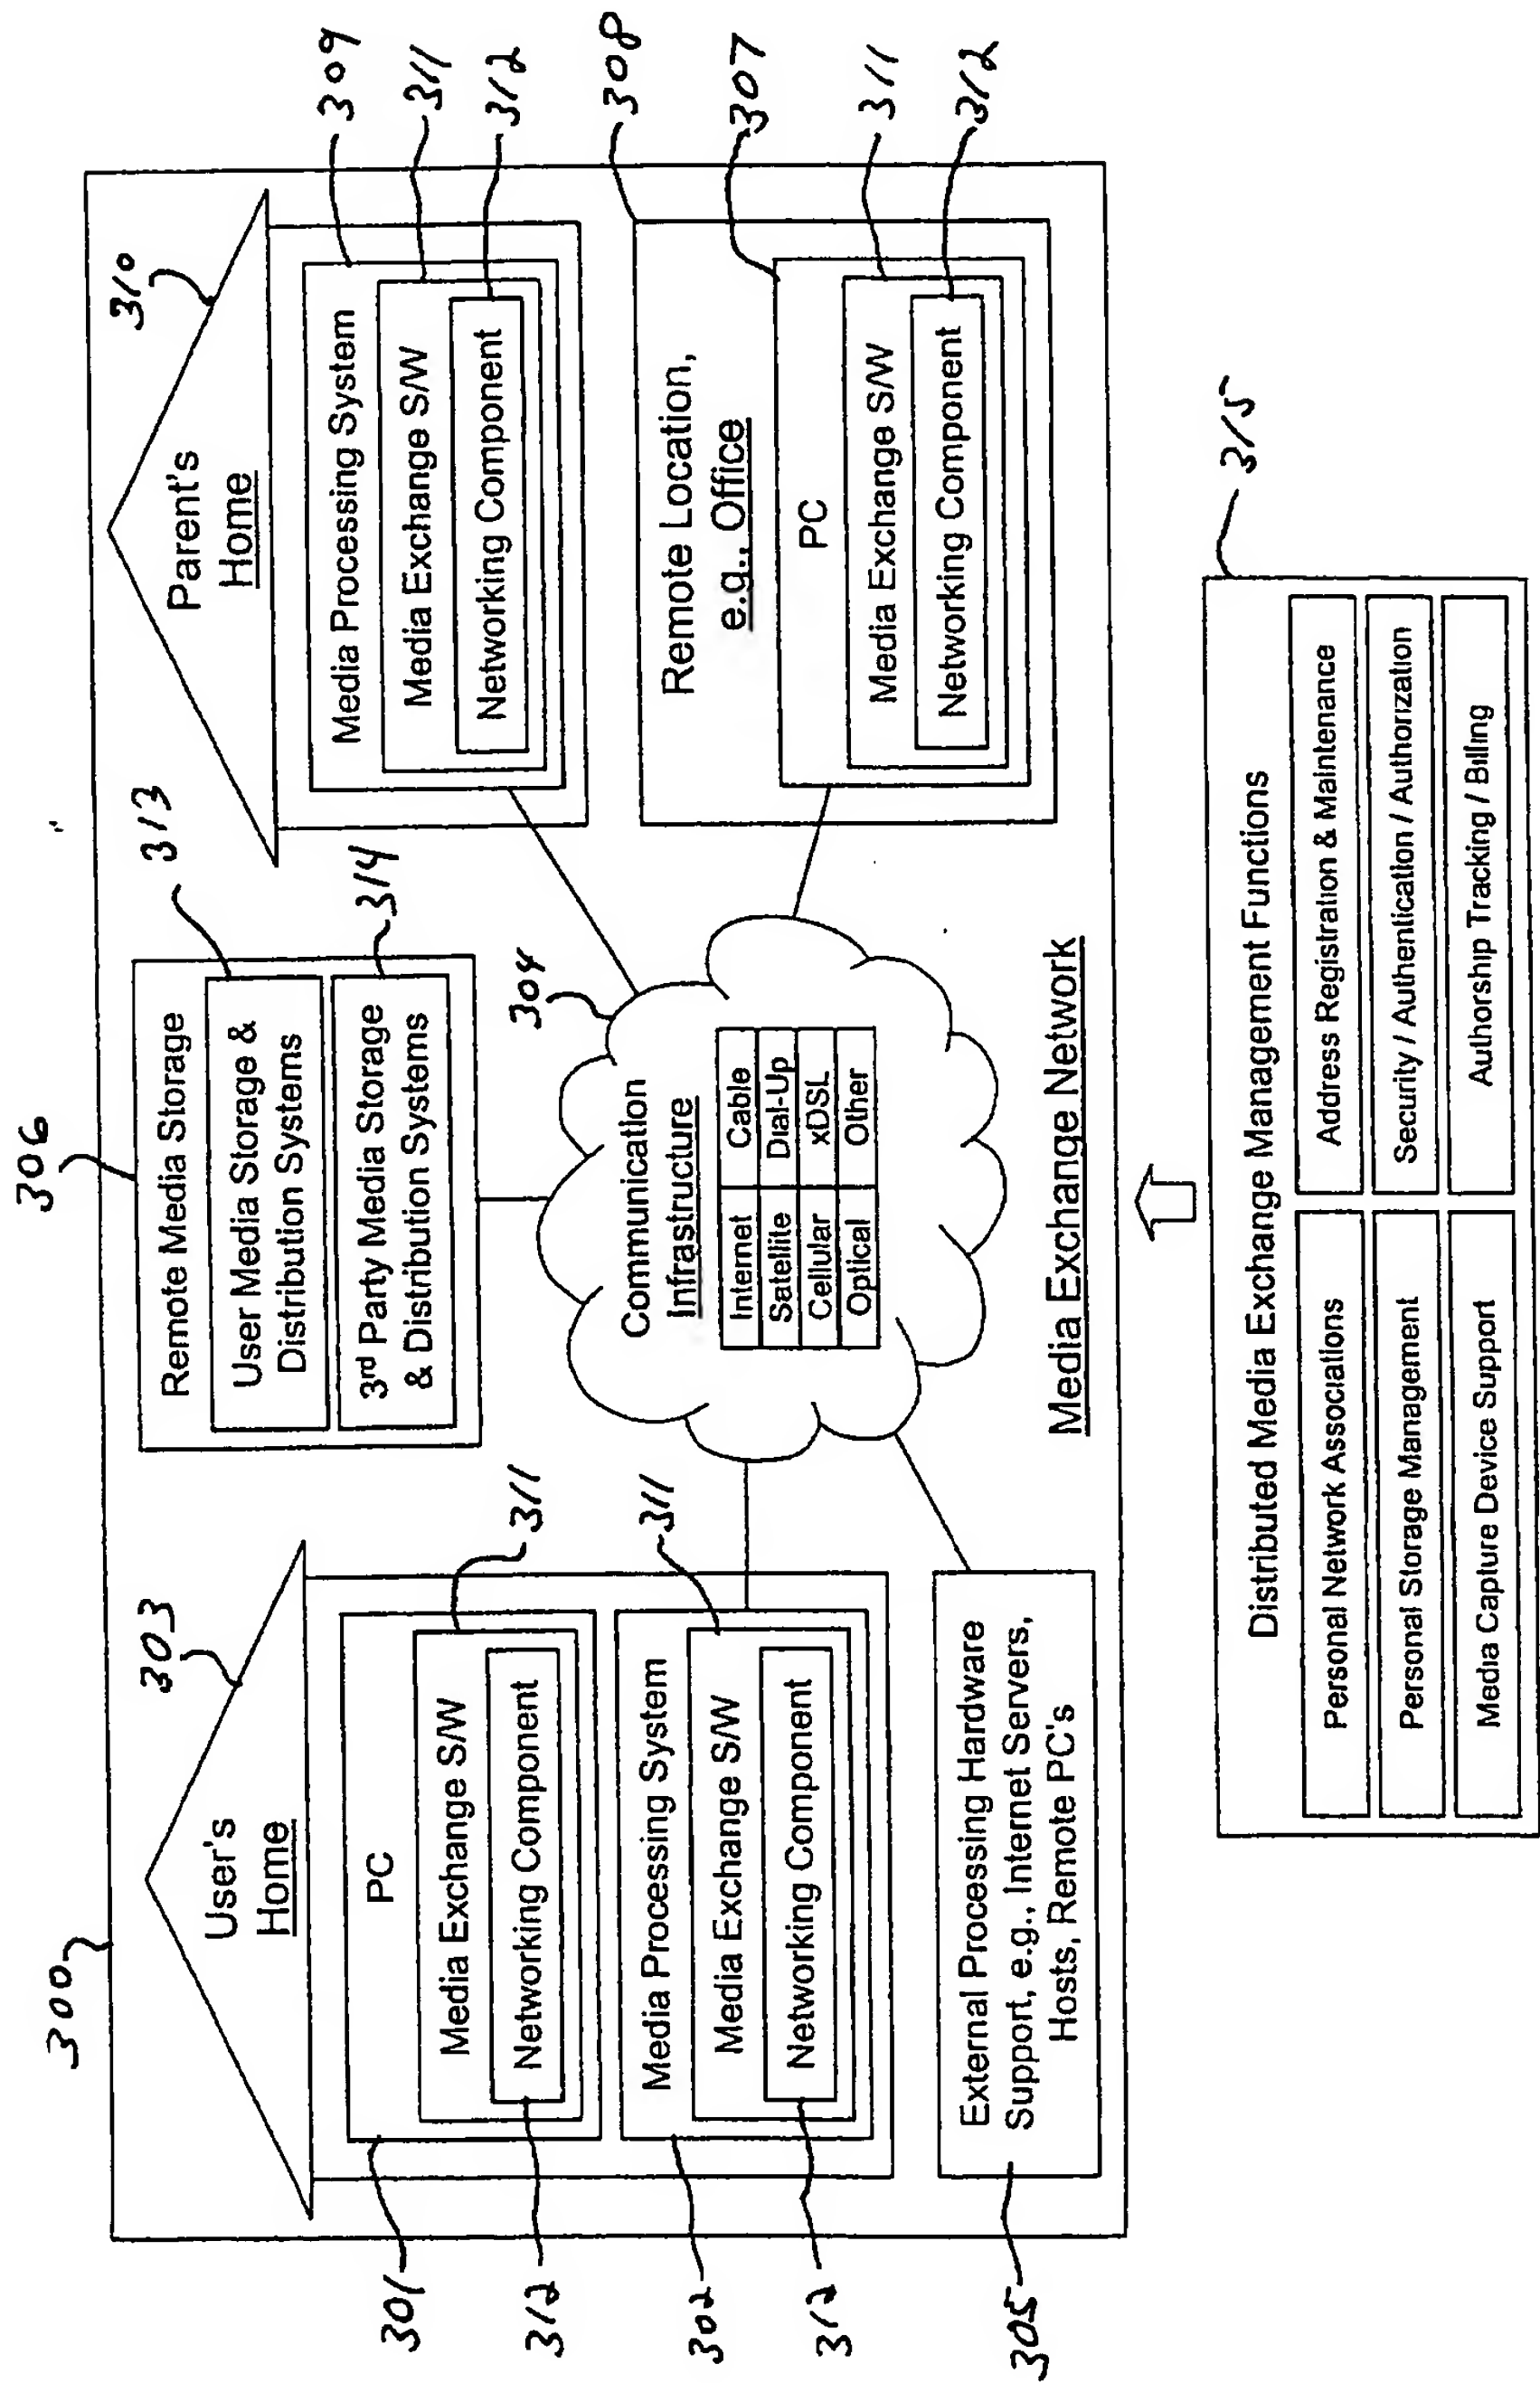 300
303
User's
Home
PC
Media Exchange S/W
Networking Component
301
311
312
Media Processing System
Media Exchange S/W
Networking Component
302
311
312
External Processing Hardware
Support, e.g., Internet Servers,
Hosts, Remote PC's
305
306
Remote Media Storage
User Media Storage &
Distribution Systems
313
3rd Party Media Storage
& Distribution Systems
314
304
Communication
Infrastructure
Internet Cable
Satellite Dial-Up
Cellular xDSL
Optical Other
Media Exchange Network
310
Parent's
Home
Media Processing System
Media Exchange S/W
Networking Component
309
311
312
308
Remote Location,
e.g., Office
307
PC
Media Exchange S/W
Networking Component
311
312
315
Distributed Media Exchange Management Functions
Personal Network Associations
Address Registration & Maintenance
Personal Storage Management
Security / Authentication / Authorization
Media Capture Device Support
Authorship Tracking / Billing